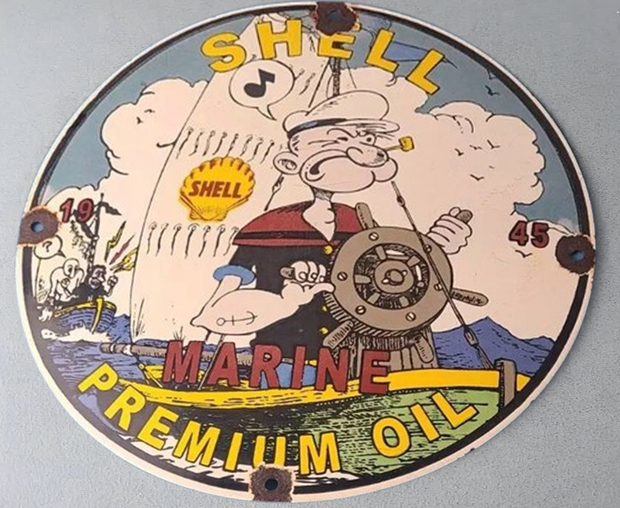 SHELL
SHELL
19 45
?
MARINE
PREMIUM OIL